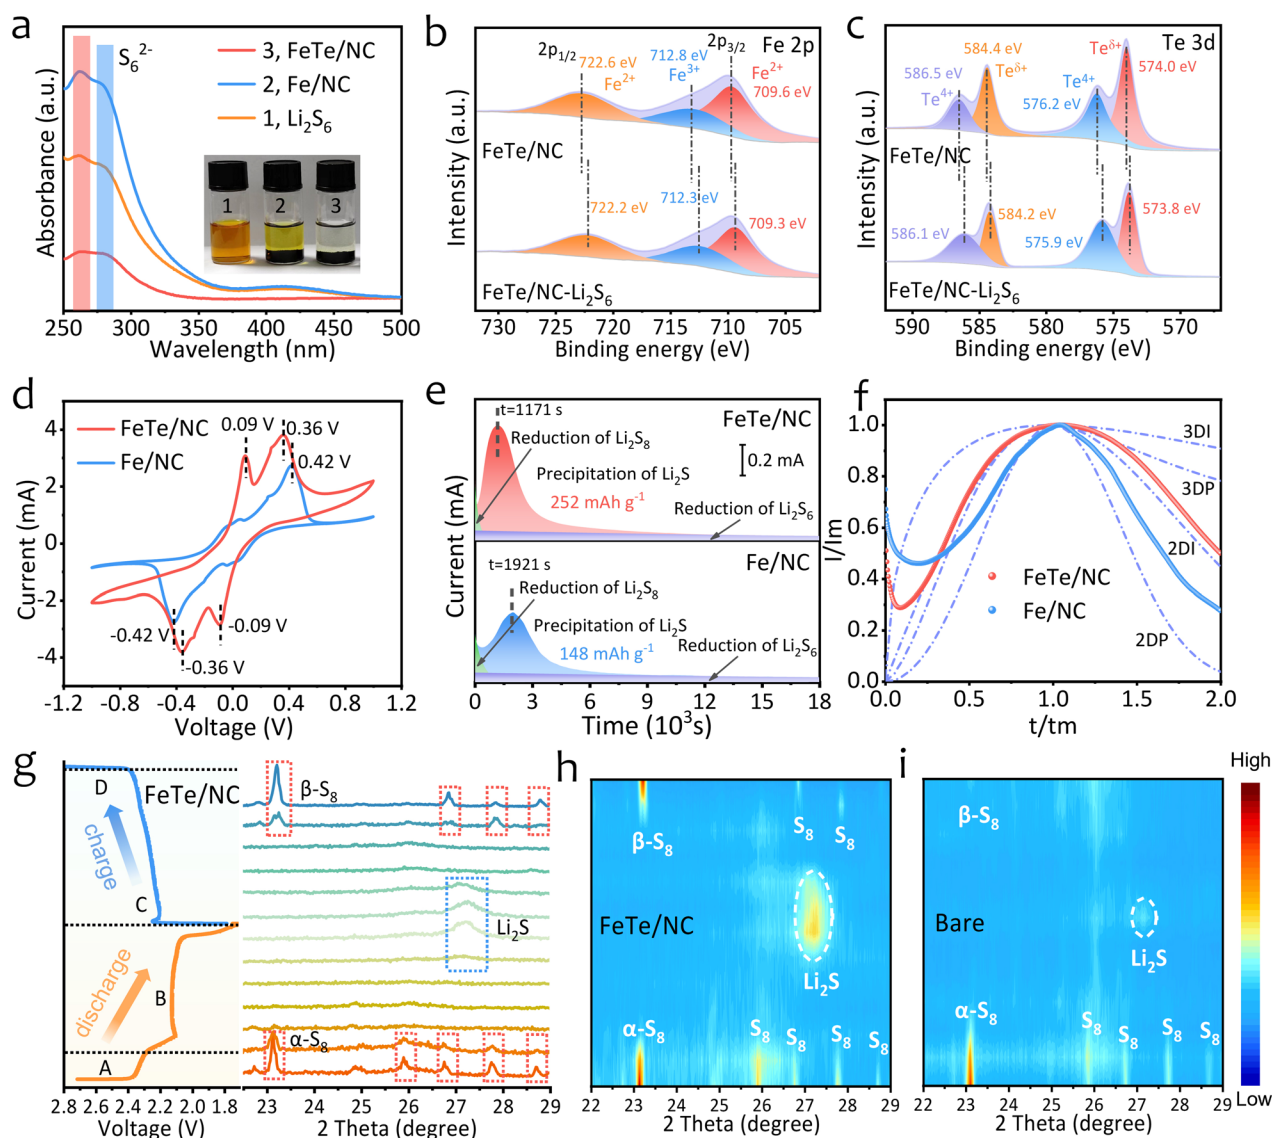 a
S₆²⁻
3, FeTe/NC
2, Fe/NC
1, Li₂S₆
1
2
3
Absorbance (a.u.)
250 300 350 400 450 500
Wavelength (nm)
b
Fe 2p
2p₁/₂
722.6 eV
Fe²⁺
712.8 eV
Fe³⁺
2p₃/₂
Fe²⁺
709.6 eV
FeTe/NC
722.2 eV
712.3 eV
709.3 eV
FeTe/NC-Li₂S₆
Intensity (a.u.)
730 725 720 715 710 705
Binding energy (eV)
c
Te 3d
586.5 eV
Te⁴⁺
584.4 eV
Teᵟ⁺
Te⁴⁺
576.2 eV
Teᵟ⁺
574.0 eV
FeTe/NC
586.1 eV
584.2 eV
575.9 eV
573.8 eV
FeTe/NC-Li₂S₆
Intensity (a.u.)
590 585 580 575 570
Binding energy (eV)
d
FeTe/NC
Fe/NC
0.09 V
0.36 V
0.42 V
-0.42 V
-0.36 V
-0.09 V
Current (mA)
4
2
0
-2
-4
-1.2 -0.6 0.0 0.6 1.2
Voltage (V)
e
t=1171 s
FeTe/NC
Reduction of Li₂S₈
0.2 mA
Precipitation of Li₂S
252 mAh g⁻¹
Reduction of Li₂S₆
t=1921 s
Fe/NC
Reduction of Li₂S₈
Precipitation of Li₂S
148 mAh g⁻¹
Reduction of Li₂S₆
Current (mA)
0 3 6 9 12 15 18
Time (10³s)
f
I/Im
1.0
0.8
0.6
0.4
0.2
0.0
3DI
3DP
2DI
2DP
FeTe/NC
Fe/NC
0.0 0.5 1.0 1.5 2.0
t/tm
g
D
FeTe/NC
charge
C
discharge
B
A
2.8 2.4 2.0
Voltage (V)
β-S₈
Li₂S
α-S₈
23 24 25 26 27 28 29
2 Theta (degree)
h
β-S₈
S₈
S₈
FeTe/NC
Li₂S
α-S₈
S₈
S₈
S₈
S₈
22 23 24 25 26 27 28 29
2 Theta (degree)
i
β-S₈
Bare
Li₂S
α-S₈
S₈
S₈
S₈
S₈
22 23 24 25 26 27 28 29
2 Theta (degree)
High
Low